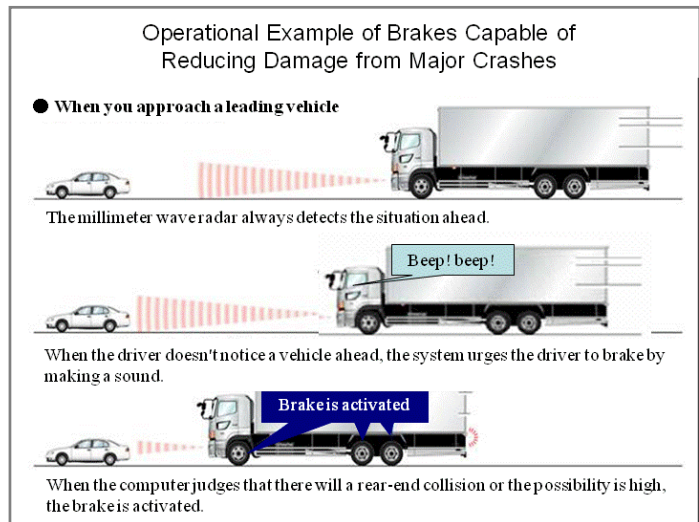 Operational Example of Brakes Capable of
Reducing Damage from Major Crashes
● When you approach a leading vehicle
The millimeter wave radar always detects the situation ahead.
Beep! beep!
When the driver doesn't notice a vehicle ahead, the system urges the driver to brake by
making a sound.
Brake is activated
When the computer judges that there will a rear-end collision or the possibility is high,
the brake is activated.